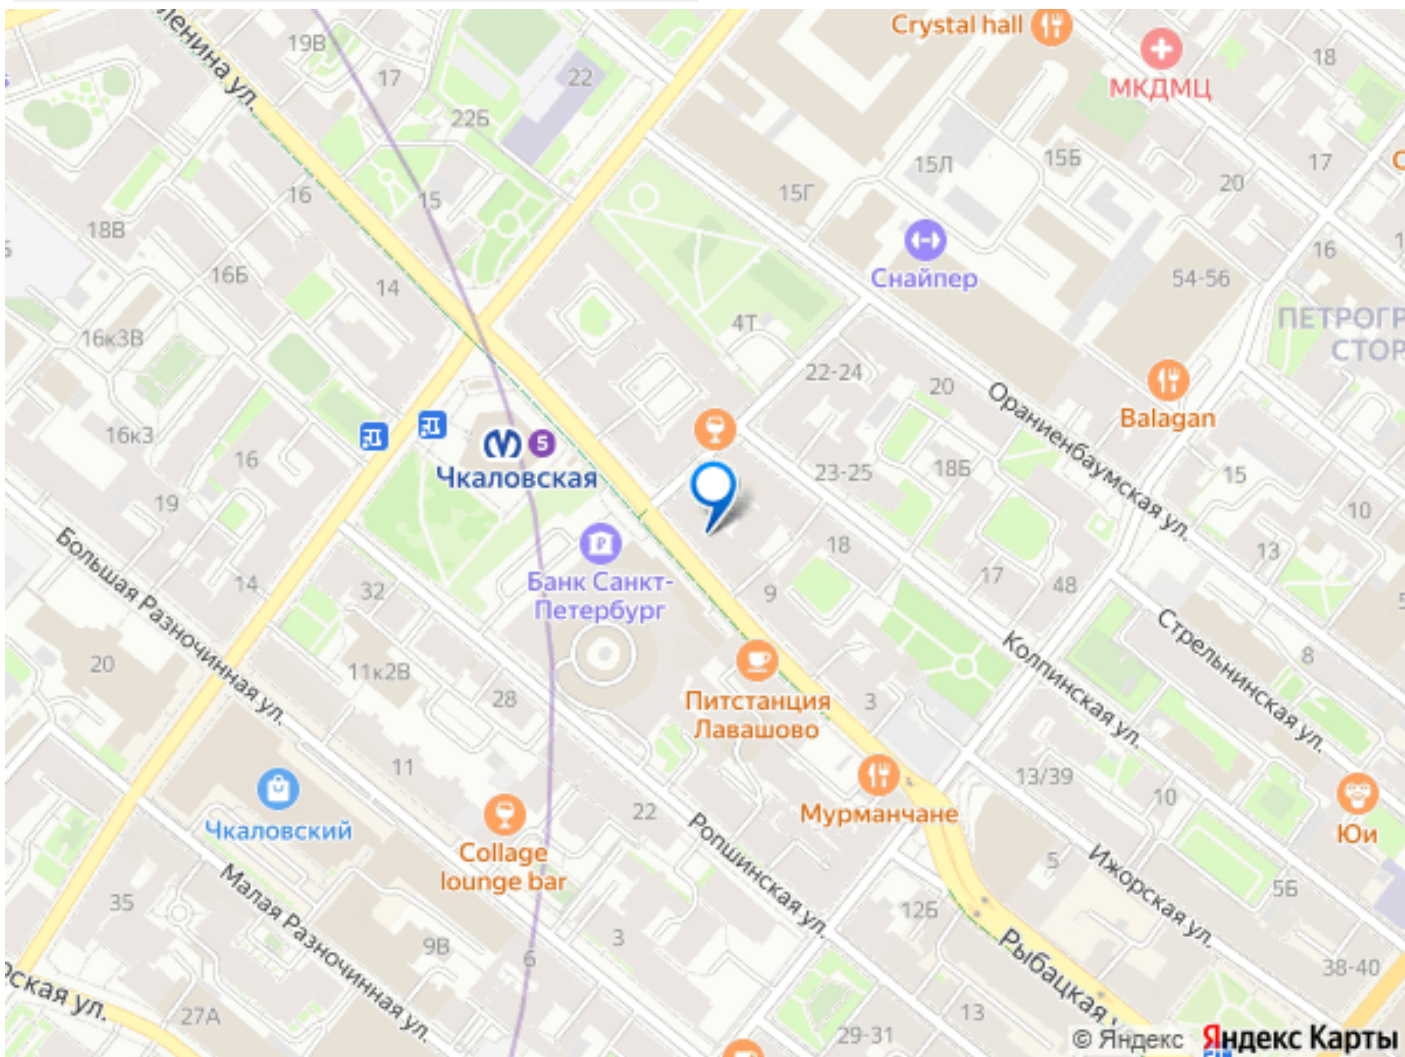 Crystal hall
МКДМЦ
Ленина ул.
19В
17
22
22Б
18
15Л
15Б
17
20
15Г
16
15
18В
Снайпер
16
54-56
16Б
14
ПЕТРОГР
СТОР
4Т
16к3В
22-24
20
Balagan
Ораниенбаумская ул.
16к3
16
5
Чкаловская
23-25
18Б
15
10
19
Большая Разночинная ул.
Банк Санкт-
Петербург
18
13
14
32
9
17
48
Стрельнинская ул.
Колпинская ул.
8
20
11к2В
28
Питстанция
Лавашово
3
11
13/39
10
Чкаловский
22
Мурманчане
Юи
Collage
lounge bar
Ропшинская ул.
5
Ижорская ул.
5Б
Малая Разночинная ул.
35
12Б
9В
3
6
Рыбацкая
38-40
рская ул.
27А
13
29-31
© Яндекс Яндекс Карты